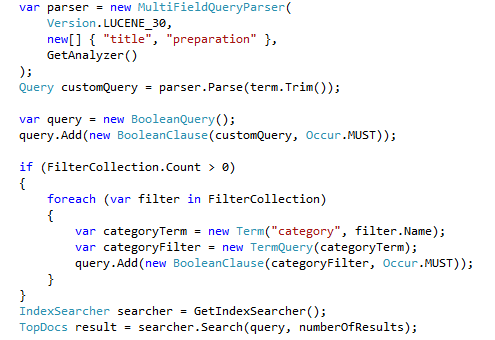 var parser = new MultiFieldQueryParser(
    Version.LUCENE_30,
    new[] { "title", "preparation" },
    GetAnalyzer()
);
Query customQuery = parser.Parse(term.Trim());

var query = new BooleanQuery();
query.Add(new BooleanClause(customQuery, Occur.MUST));

if (FilterCollection.Count > 0)
{
    foreach (var filter in FilterCollection)
    {
        var categoryTerm = new Term("category", filter.Name);
        var categoryFilter = new TermQuery(categoryTerm);
        query.Add(new BooleanClause(categoryFilter, Occur.MUST));
    }
}
IndexSearcher searcher = GetIndexSearcher();
TopDocs result = searcher.Search(query, numberOfResults);